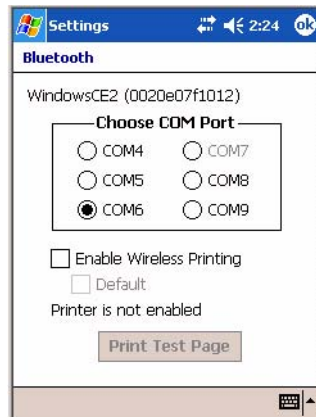 Settings 2:24 ok
Bluetooth
WindowsCE2 (0020e07f1012)
Choose COM Port
COM4 COM7
COM5 COM8
COM6 COM9
Enable Wireless Printing
Default
Printer is not enabled
Print Test Page